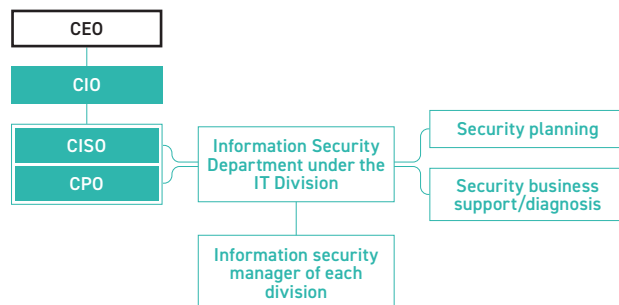 CEO
CIO
CISO
CPO
Information Security
Department under the
IT Division
Information security
manager of each
division
Security planning
Security business
support/diagnosis